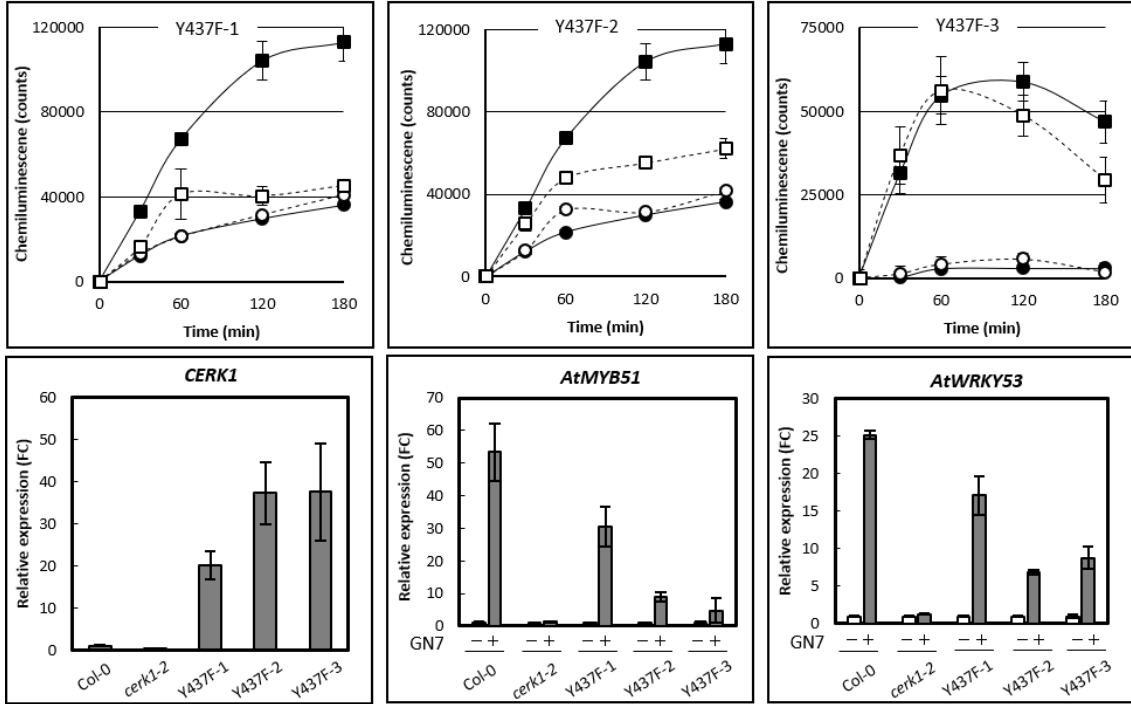 Y437F-1
Chemiluminescene (counts)
120000
80000
40000
0
0 60 120 180
Time (min)
Y437F-2
Chemiluminescene (counts)
120000
80000
40000
0
0 60 120 180
Time (min)
Y437F-3
Chemiluminescene (counts)
75000
50000
25000
0
0 60 120 180
Time (min)
CERK1
Relative expression (FC)
60
50
40
30
20
10
0
Col-0 cerk1-2 Y437F-1 Y437F-2 Y437F-3
AtMYB51
Relative expression (FC)
70
60
50
40
30
20
10
0
GN7 − + − + − + − + − +
Col-0 cerk1-2 Y437F-1 Y437F-2 Y437F-3
AtWRKY53
Relative expression (FC)
30
25
20
15
10
5
0
GN7 − + − + − + − + − +
Col-0 cerk1-2 Y437F-1 Y437F-2 Y437F-3